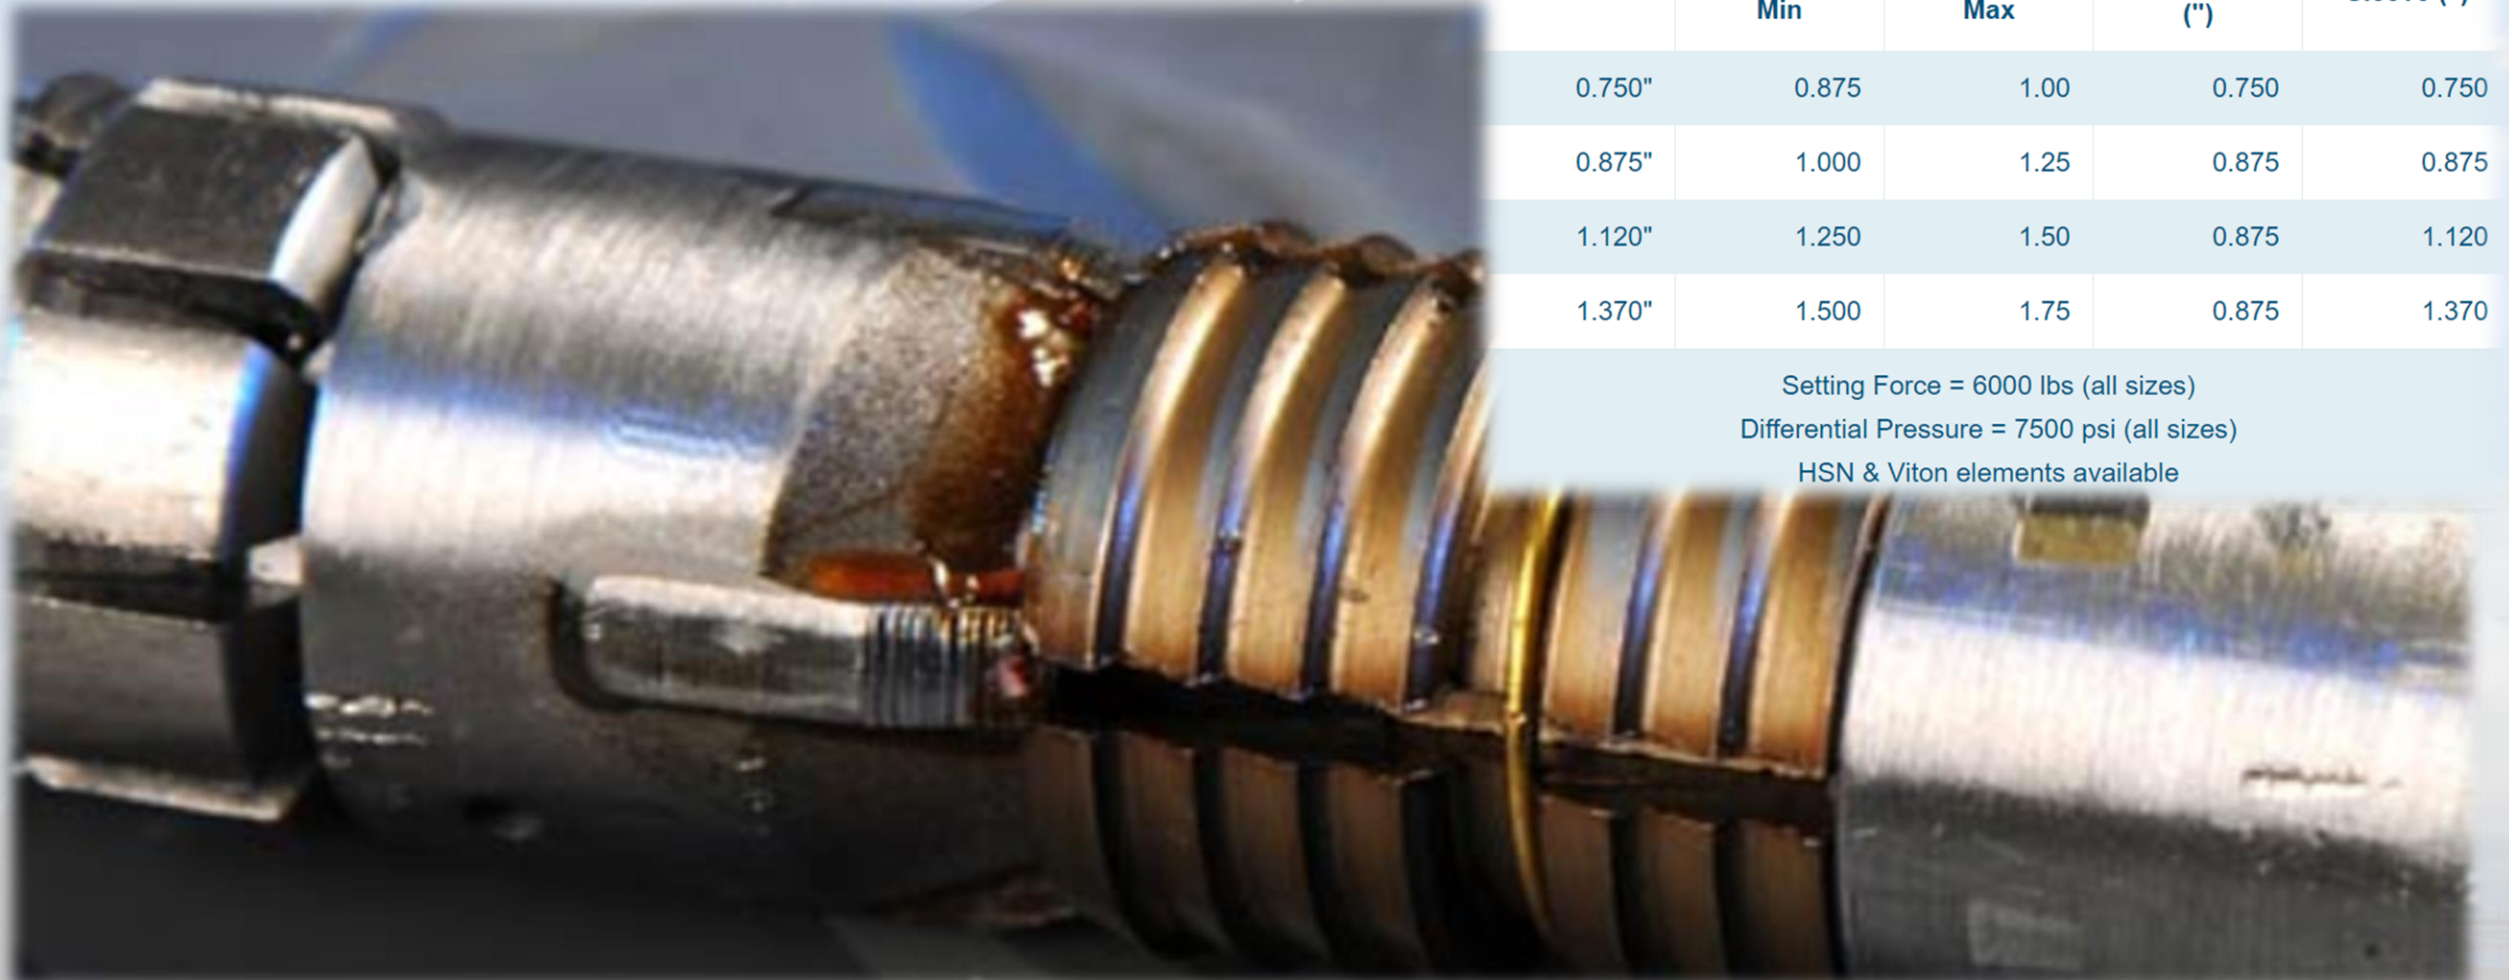 Min Max (")
0.750" 0.875 1.00 0.750 0.750
0.875" 1.000 1.25 0.875 0.875
1.120" 1.250 1.50 0.875 1.120
1.370" 1.500 1.75 0.875 1.370
Setting Force = 6000 lbs (all sizes)
Differential Pressure = 7500 psi (all sizes)
HSN & Viton elements available